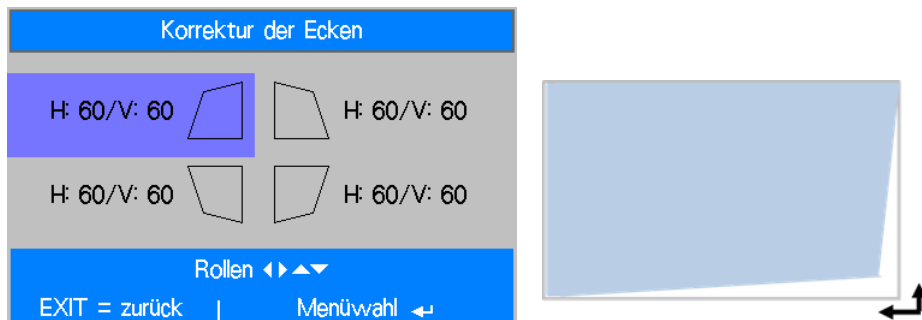 Korrektur der Ecken
H: 60/V: 60
H: 60/V: 60
H: 60/V: 60
H: 60/V: 60
Rollen
EXIT = zurück | Menüwahl